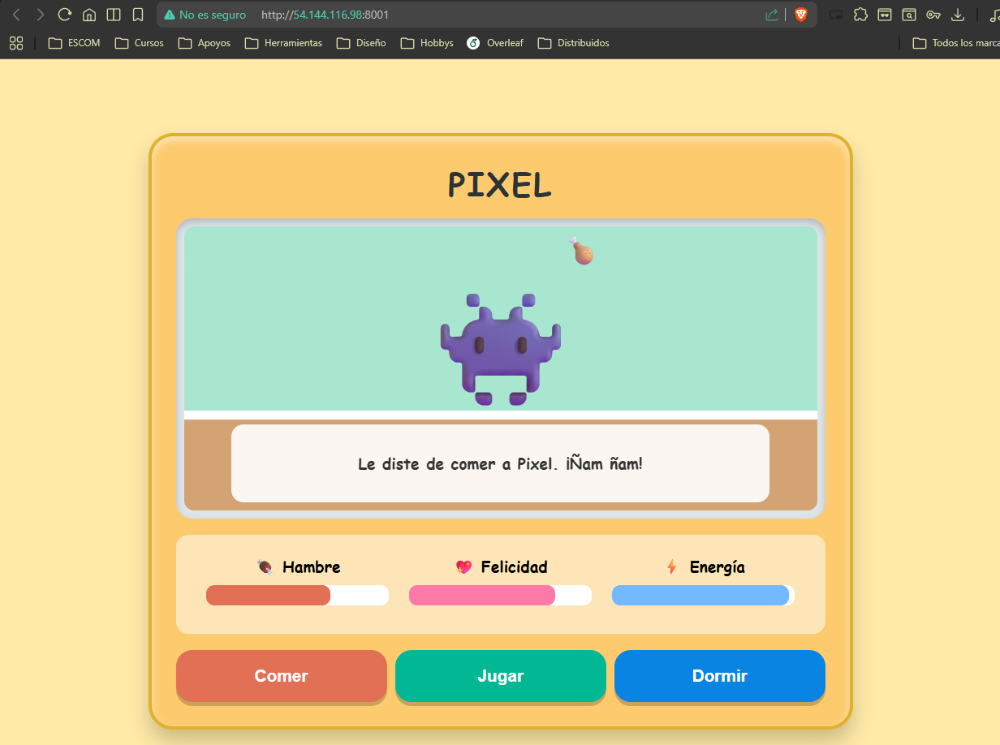 No es seguro http://54.144.116.98:8001
ESCOM Cursos Apoyos Herramientas Diseño Hobbys Overleaf Distribuidos Todos los marca
PIXEL
Le diste de comer a Pixel. ¡Ñam ñam!
Hambre Felicidad Energía
Comer Jugar Dormir